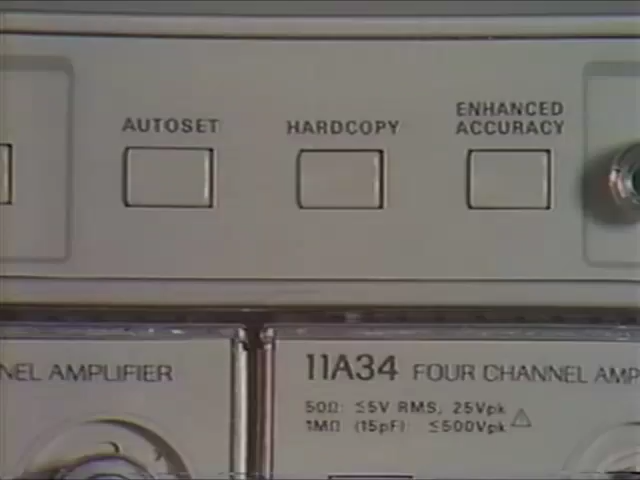 AUTOSET
HARDCOPY
ENHANCED
ACCURACY
NEL AMPLIFIER
11A34 FOUR CHANNEL AMP
50Ω: ≤5V RMS, 25Vpk
1MΩ (15pF): ≤500Vpk